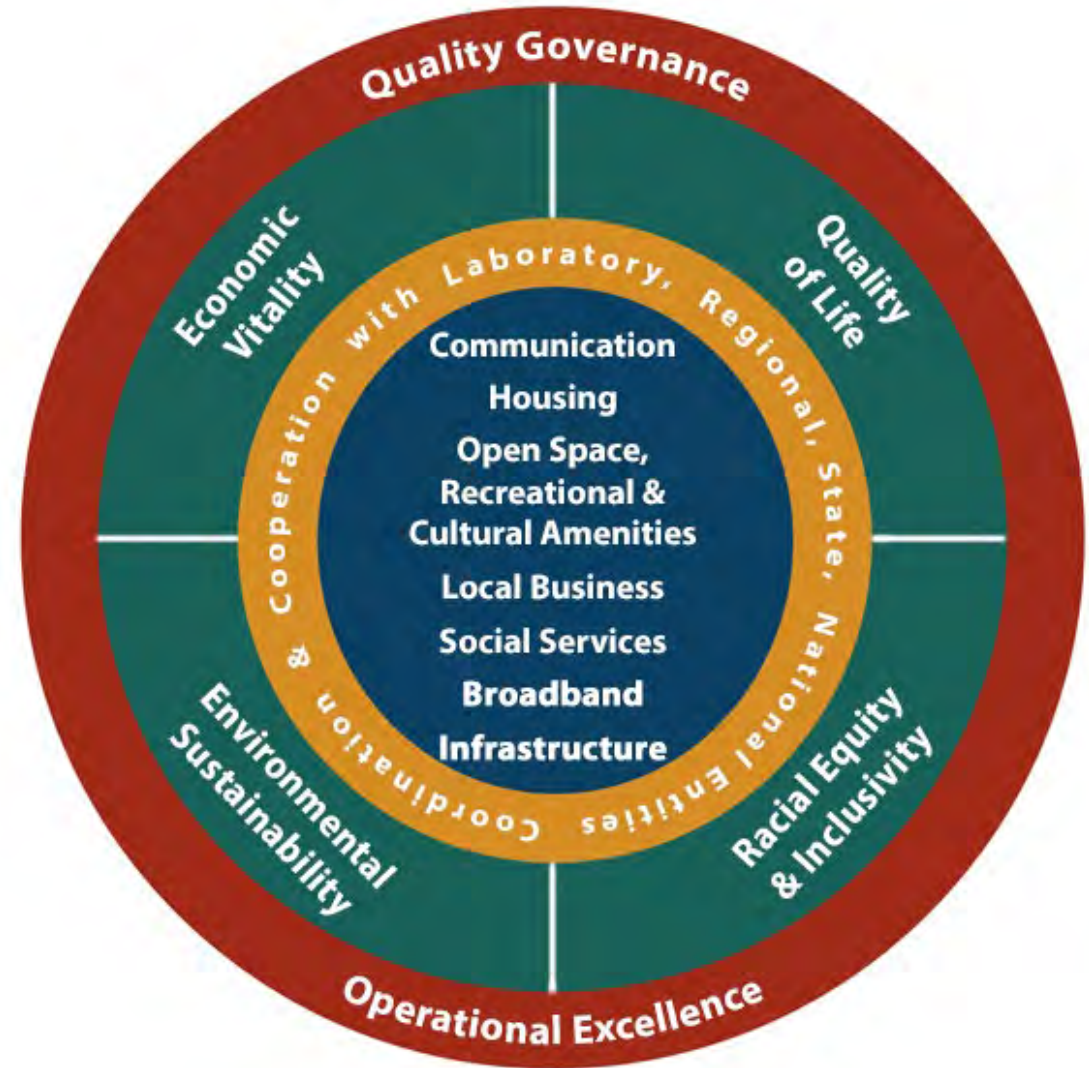 Quality Governance
Economic
Vitality
Quality
of Life
Coordination & Cooperation with Laboratory, Regional, State, National Entities
Communication
Housing
Open Space,
Recreational &
Cultural Amenities
Local Business
Social Services
Broadband
Infrastructure
Environmental
Sustainability
Racial Equity
& Inclusivity
Operational Excellence